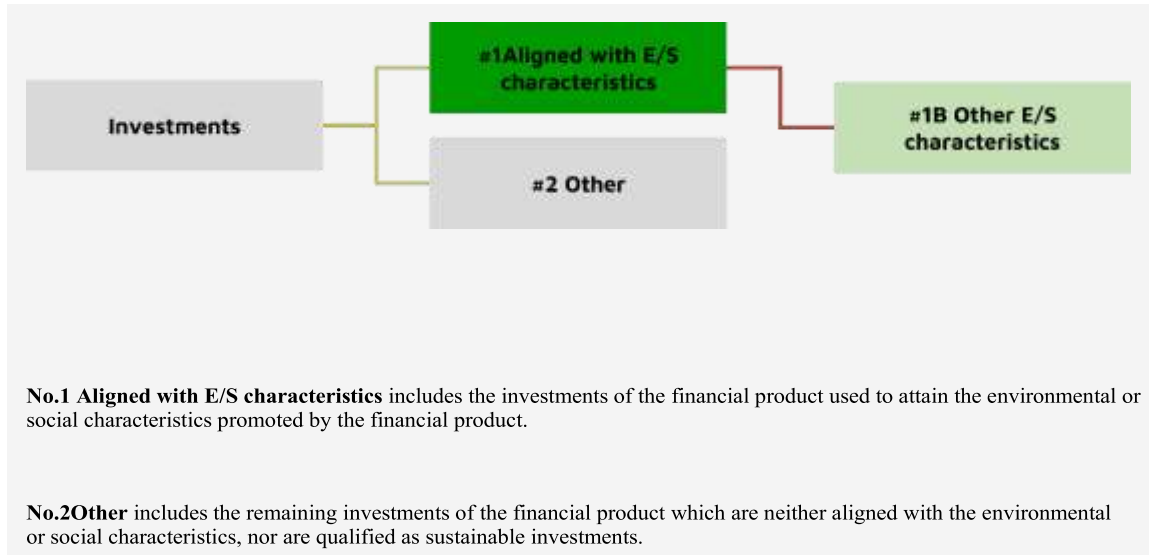 #1Aligned with E/S
characteristics
Investments
#1B Other E/S
characteristics
#2 Other
No.1 Aligned with E/S characteristics includes the investments of the financial product used to attain the environmental or
social characteristics promoted by the financial product.
No.2Other includes the remaining investments of the financial product which are neither aligned with the environmental
or social characteristics, nor are qualified as sustainable investments.